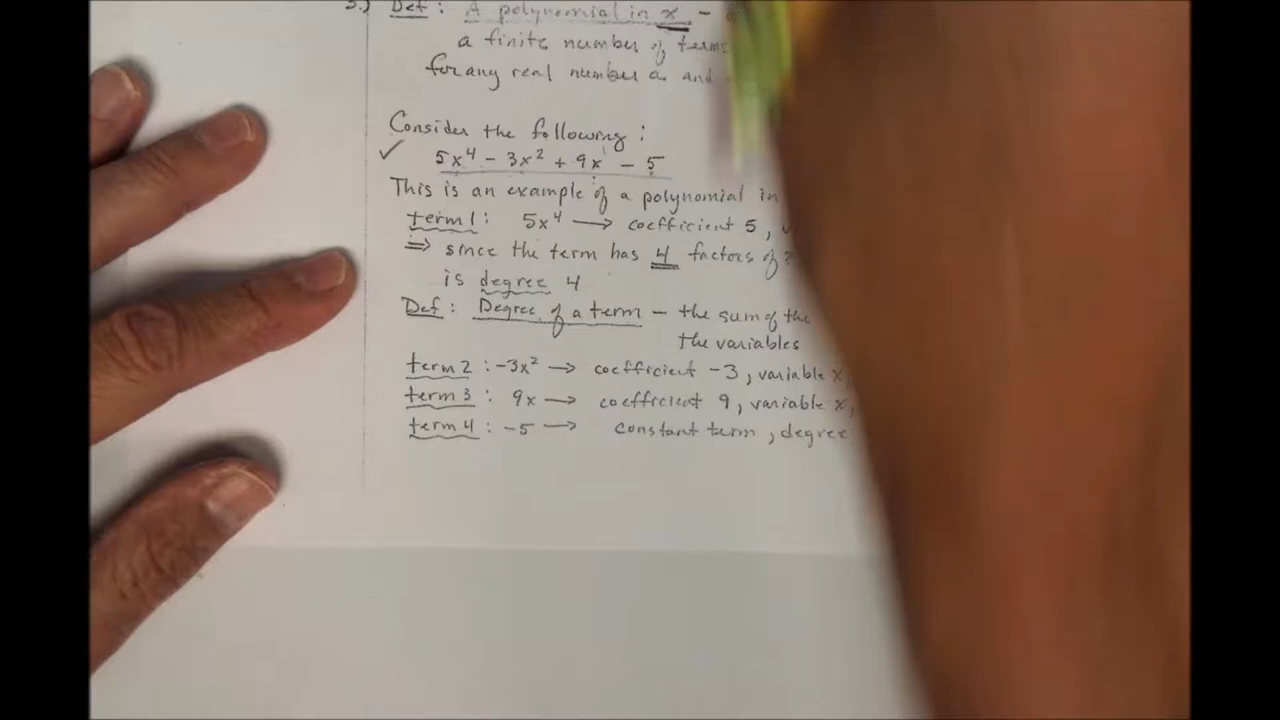 3.) Def : A polynomial in x -
a finite number of terms
for any real number a and
Consider the following :
✓ 5x⁴ - 3x² + 9x - 5
This is an example of a polynomial in
term 1 : 5x⁴ → coefficient 5 ,
⇒ since the term has 4 factors of
is degree 4
Def : Degree of a term - the sum of the
the variables
term 2 : -3x² → coefficient -3 , variable x,
term 3 : 9x → coefficient 9 , variable x,
term 4 : -5 → constant term , degree